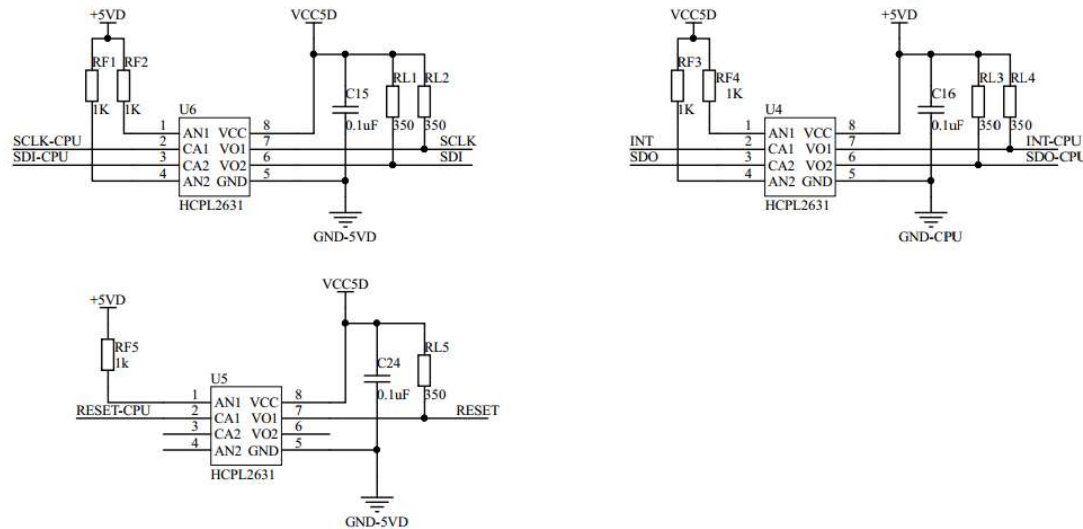 +5VD
VCC5D
RF1
RF2
1K
1K
C15
0.1uF
RL1
RL2
350
350
U6
SCLK-CPU
1
AN1
VCC
8
2
CA1
VO1
7
SCLK
SDI-CPU
3
CA2
VO2
6
SDI
4
AN2
GND
5
HCPL2631
GND-5VD
VCC5D
+5VD
RF3
RF4
1K
1K
C16
0.1uF
RL3
RL4
350
350
U4
INT
1
AN1
VCC
8
2
CA1
VO1
7
INT-CPU
SDO
3
CA2
VO2
6
SDO-CPU
4
AN2
GND
5
HCPL2631
GND-CPU
+5VD
VCC5D
RF5
1k
C24
0.1uF
RL5
350
U5
1
AN1
VCC
8
RESET-CPU
2
CA1
VO1
7
RESET
3
CA2
VO2
6
4
AN2
GND
5
HCPL2631
GND-5VD